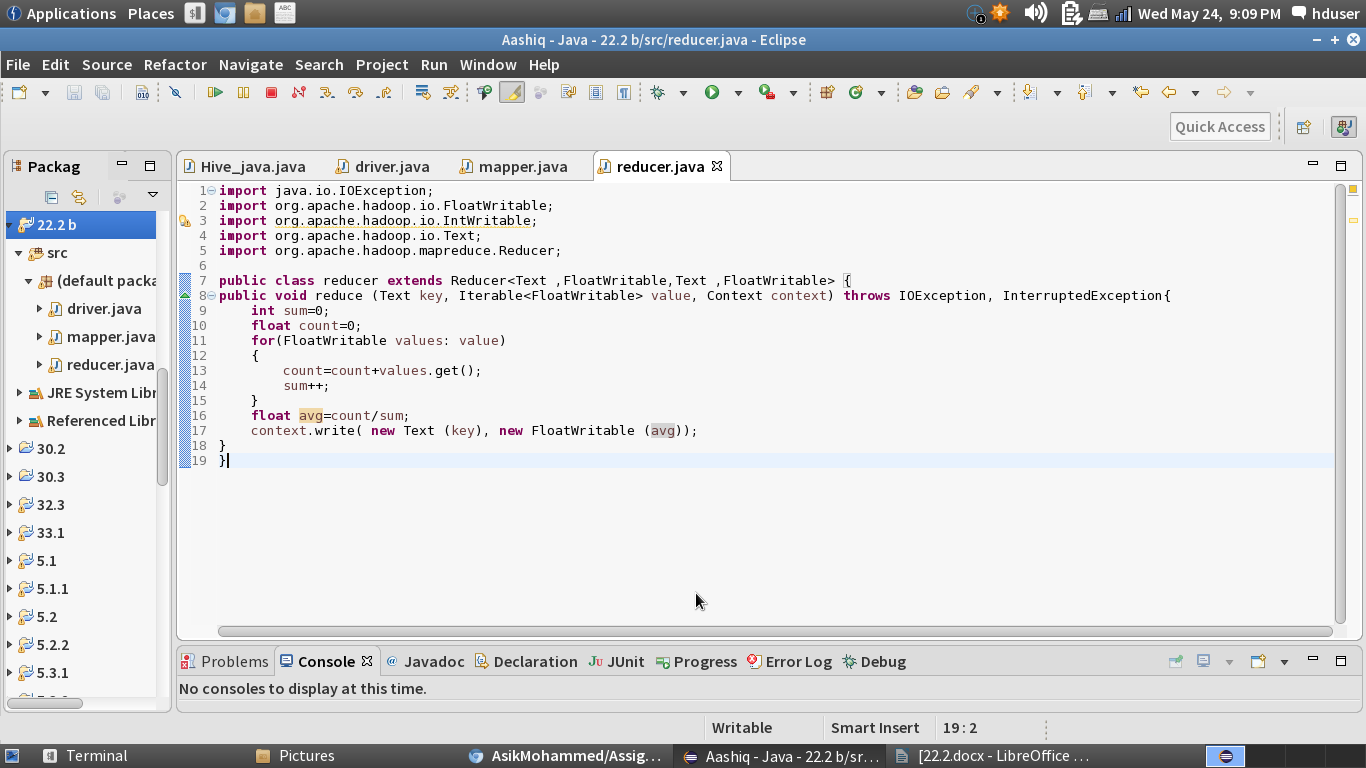 Applications Places Wed May 24, 9:09 PM hduser
Aashiq - Java - 22.2 b/src/reducer.java - Eclipse
File Edit Source Refactor Navigate Search Project Run Window Help
Quick Access
Packag
22.2 b
src
(default packa
driver.java
mapper.java
reducer.java
JRE System Libr
Referenced Libr
30.2
30.3
32.3
33.1
5.1
5.1.1
5.2
5.2.2
5.3.1
Hive_java.java driver.java mapper.java reducer.java
1 import java.io.IOException;
2 import org.apache.hadoop.io.FloatWritable;
3 import org.apache.hadoop.io.IntWritable;
4 import org.apache.hadoop.io.Text;
5 import org.apache.hadoop.mapreduce.Reducer;
6
7 public class reducer extends Reducer<Text ,FloatWritable,Text ,FloatWritable> {
8 public void reduce (Text key, Iterable<FloatWritable> value, Context context) throws IOException, InterruptedException{
9 int sum=0;
10 float count=0;
11 for(FloatWritable values: value)
12 {
13 count=count+values.get();
14 sum++;
15 }
16 float avg=count/sum;
17 context.write( new Text (key), new FloatWritable (avg));
18 }
19 }
Problems Console Javadoc Declaration JUnit Progress Error Log Debug
No consoles to display at this time.
Writable Smart Insert 19 : 2
Terminal Pictures AsikMohammed/Assig... Aashiq - Java - 22.2 b/sr... [22.2.docx - LibreOffice ...